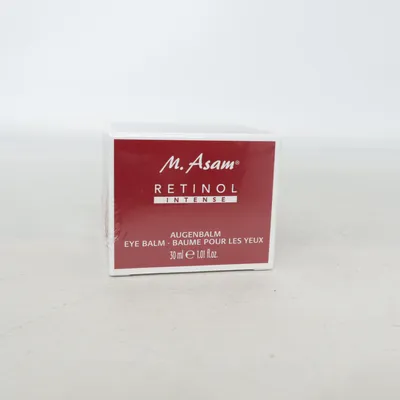 M. Asam®
RETINOL
INTENSE
AUGENBALM
EYE BALM · BAUME POUR LES YEUX
30 ml ℮ 1.01 fl.oz.